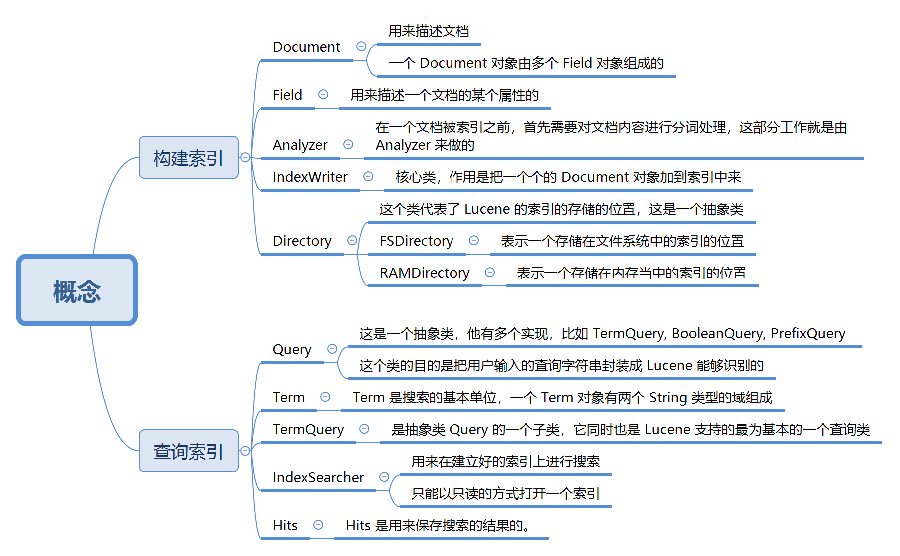 概念
构建索引
Document
用来描述文档
一个 Document 对象由多个 Field 对象组成的
Field
用来描述一个文档的某个属性的
Analyzer
在一个文档被索引之前，首先需要对文档内容进行分词处理，这部分工作就是由
Analyzer 来做的
IndexWriter
核心类，作用是把一个个的 Document 对象加到索引中来
Directory
这个类代表了 Lucene 的索引的存储的位置，这是一个抽象类
FSDirectory
表示一个存储在文件系统中的索引的位置
RAMDirectory
表示一个存储在内存当中的索引的位置
查询索引
Query
这是一个抽象类，他有多个实现，比如 TermQuery, BooleanQuery, PrefixQuery
这个类的目的是把用户输入的查询字符串封装成 Lucene 能够识别的
Term
Term 是搜索的基本单位，一个 Term 对象有两个 String 类型的域组成
TermQuery
是抽象类 Query 的一个子类，它同时也是 Lucene 支持的最为基本的一个查询类
IndexSearcher
用来在建立好的索引上进行搜索
只能以只读的方式打开一个索引
Hits
Hits 是用来保存搜索的结果的。